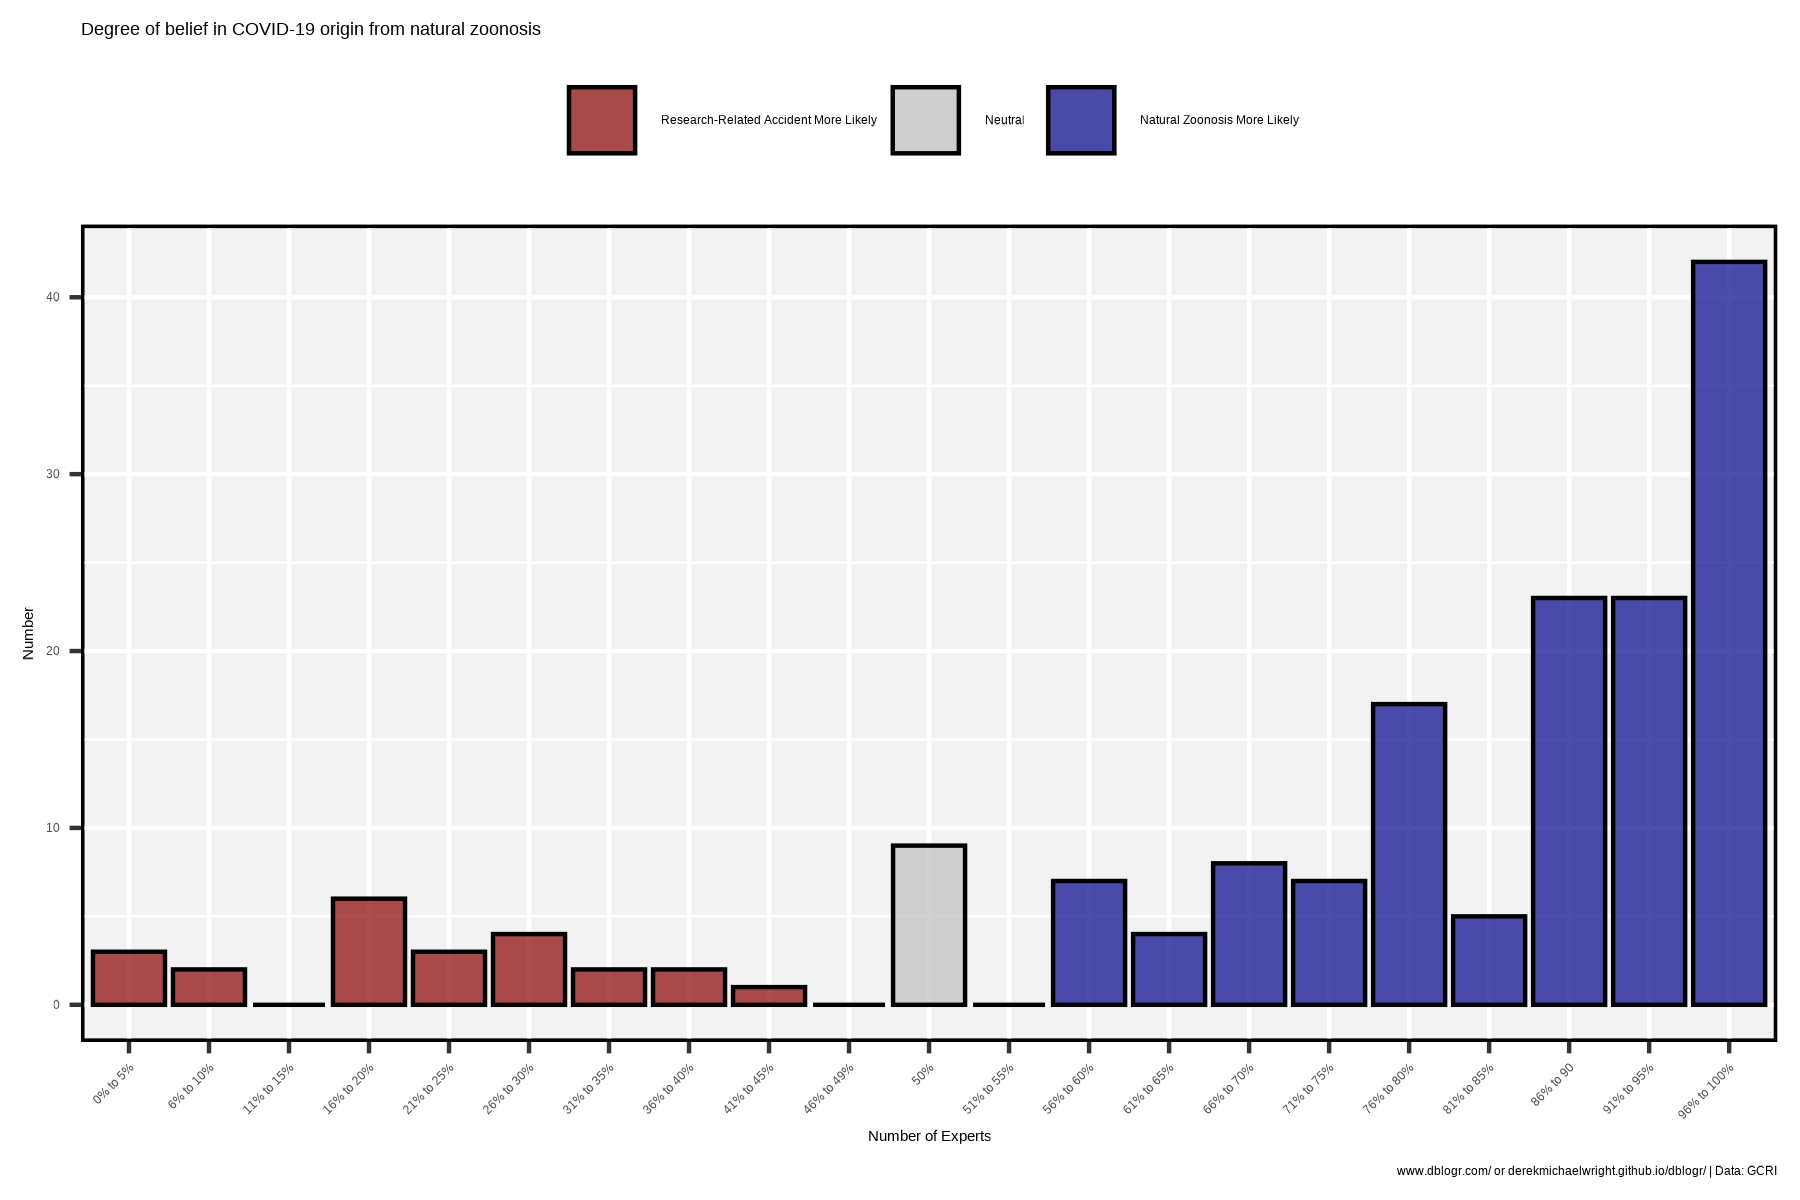 Degree of belief in COVID-19 origin from natural zoonosis
Research-Related Accident More Likely
Neutral
Natural Zoonosis More Likely
Number
40
30
20
10
0
0% to 5%
6% to 10%
11% to 15%
16% to 20%
21% to 25%
26% to 30%
31% to 35%
36% to 40%
41% to 45%
46% to 49%
50%
51% to 55%
56% to 60%
61% to 65%
66% to 70%
71% to 75%
76% to 80%
81% to 85%
86% to 90
91% to 95%
96% to 100%
Number of Experts
www.dblogr.com/ or derekmichaelwright.github.io/dblogr/ | Data: GCRI